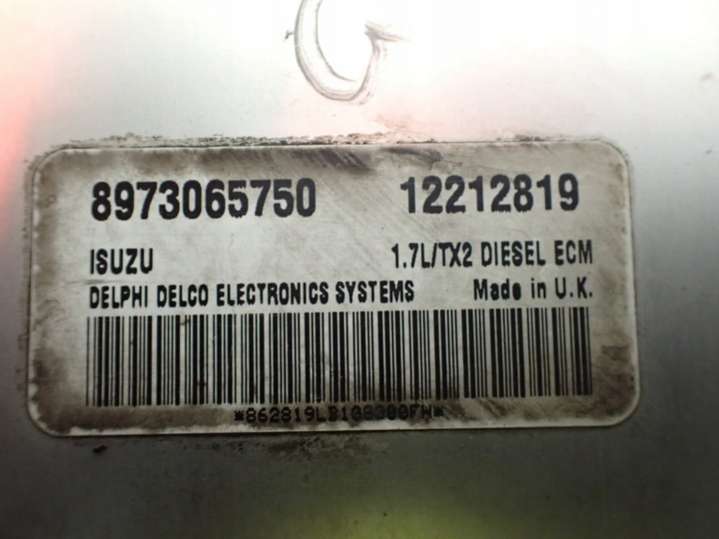 8973065750 12212819
ISUZU 1.7L/TX2 DIESEL ECM
DELPHI DELCO ELECTRONICS SYSTEMS Made in U.K.